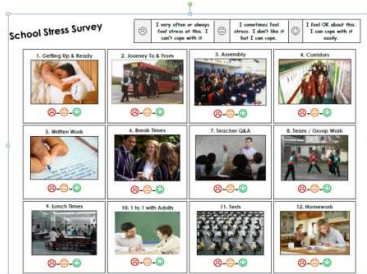 School Stress Survey
I very often or always
feel stress at this. I
can't cope with it.
I sometimes feel
stress. I don't like it
but I can cope.
I feel OK about this.
I can cope with it
easily.
1. Getting Up & Ready
2. Journey To & From
3. Assembly
4. Corridors
5. Written Work
6. Break Times
7. Teacher Q&A
8. Team / Group Work
9. Lunch Times
10. 1 to 1 with Adults
11. Tests
12. Homework